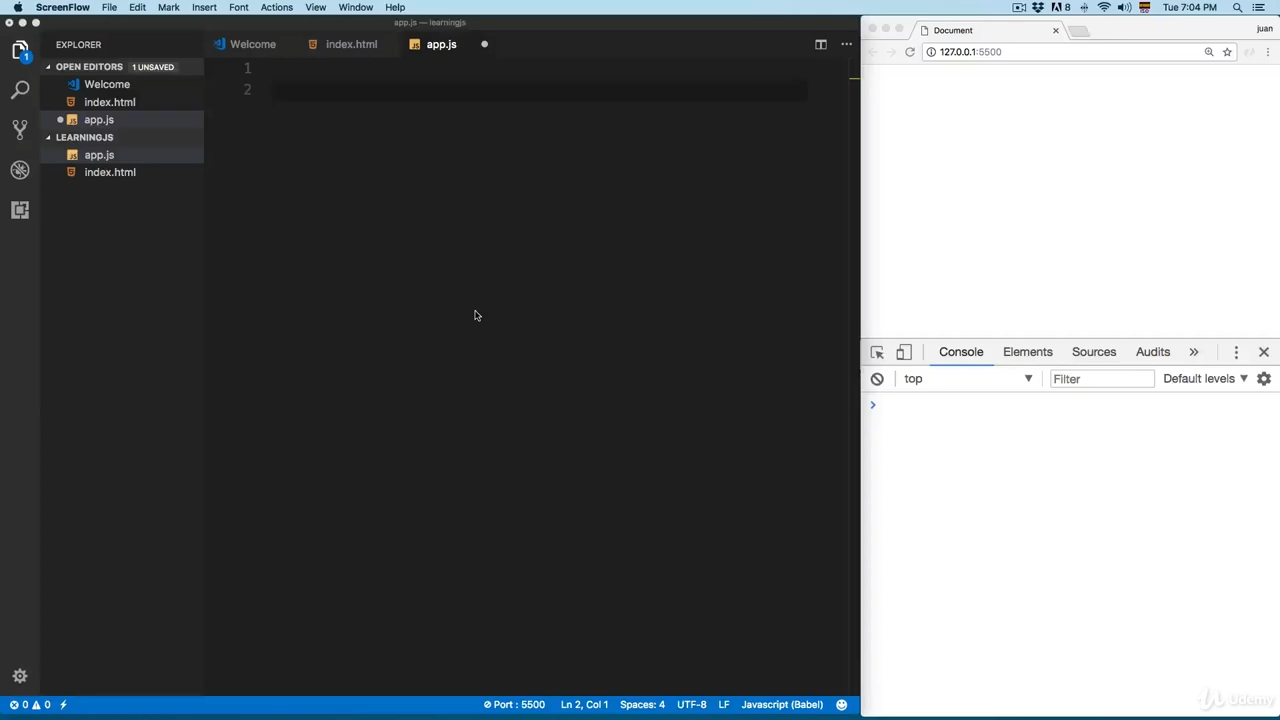 ScreenFlow File Edit Mark Insert Font Actions View Window Help 8 Tue 7:04 PM
app.js — learningjs
EXPLORER
Welcome index.html app.js
OPEN EDITORS 1 UNSAVED
Welcome
index.html
app.js
LEARNINGJS
app.js
index.html
1
2
1
0 0 Port : 5500 Ln 2, Col 1 Spaces: 4 UTF-8 LF Javascript (Babel)
Document juan
127.0.0.1:5500
Console Elements Sources Audits »
top Filter Default levels
>
Udemy